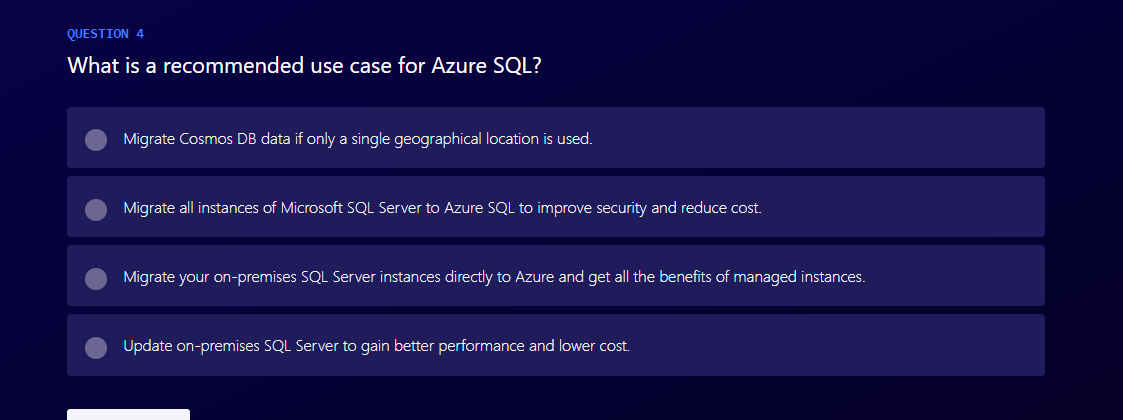 QUESTION 4
What is a recommended use case for Azure SQL?
Migrate Cosmos DB data if only a single geographical location is used.
Migrate all instances of Microsoft SQL Server to Azure SQL to improve security and reduce cost.
Migrate your on-premises SQL Server instances directly to Azure and get all the benefits of managed instances.
Update on-premises SQL Server to gain better performance and lower cost.